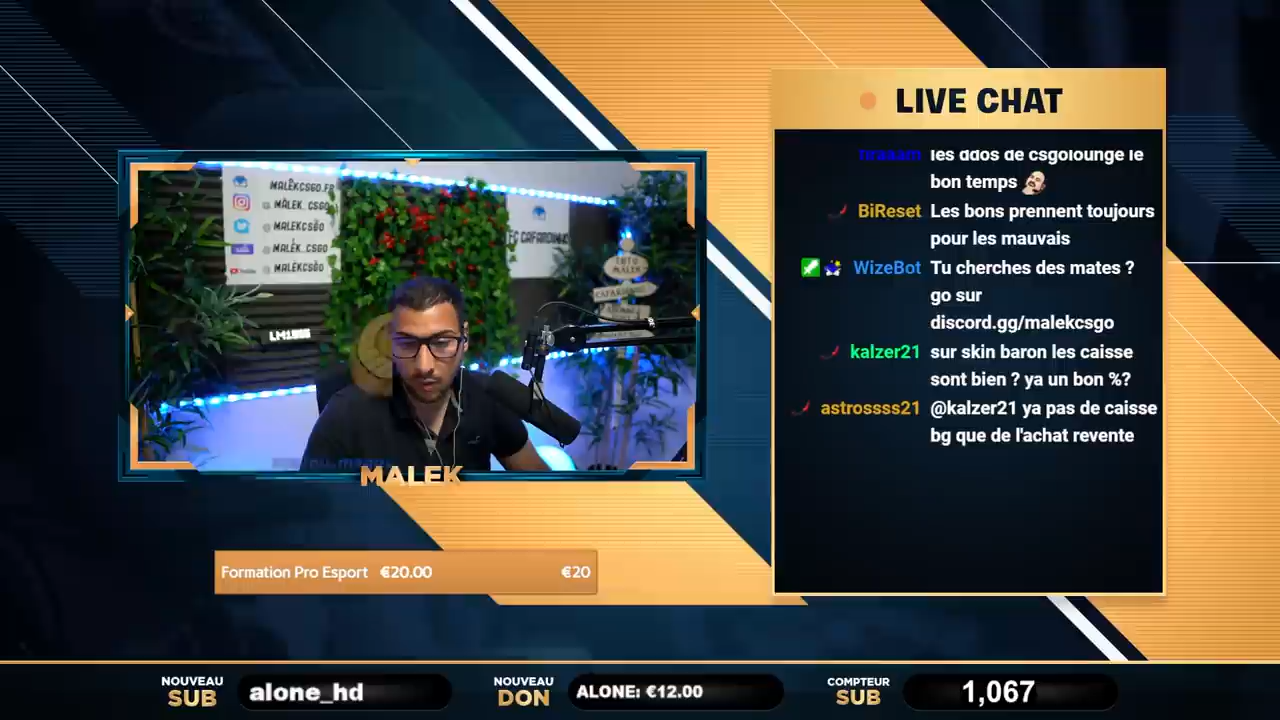 LIVE CHAT
les ddos de csgolounge le
bon temps
BiReset Les bons prennent toujours
pour les mauvais
WizeBot Tu cherches des mates ?
go sur
discord.gg/malekcsgo
kalzer21 sur skin baron les caisse
sont bien ? ya un bon %?
astrossss21 @kalzer21 ya pas de caisse
bg que de l'achat revente
MALEKCSGO.FR
@ MALEK_CSGO
@ MALEKCSGO
@ MALEK_CSGO
@ MALEKCSGO
MALEK
MALEK
Formation Pro Esport €20.00 €20
NOUVEAU
SUB
alone_hd
NOUVEAU
DON
ALONE: €12.00
COMPTEUR
SUB
1,067